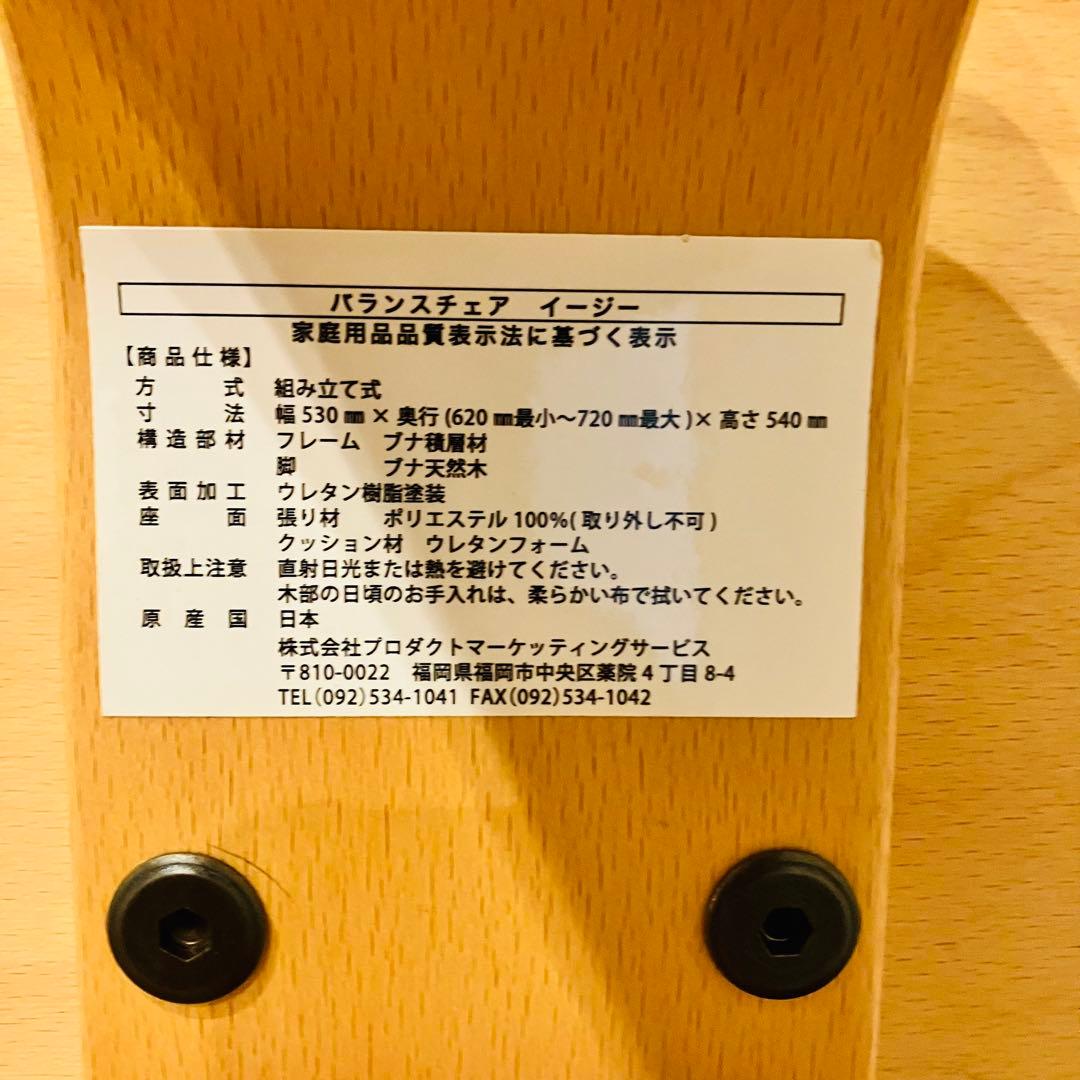 バランスチェア　イージー
家庭用品品質表示法に基づく表示
【商品仕様】
方　　式　組み立て式
寸　　法　幅 530 ㎜ × 奥行 (620 ㎜最小～720 ㎜最大 )× 高さ 540 ㎜
構造部材　フレーム　ブナ積層材
脚　　　　ブナ天然木
表面加工　ウレタン樹脂塗装
座　　面　張り材　　ポリエステル 100%( 取り外し不可 )
クッション材　ウレタンフォーム
取扱上注意　直射日光または熱を避けてください。
木部の日頃のお手入れは、柔らかい布で拭いてください。
原産国　日本
株式会社プロダクトマーケッティングサービス
〒810-0022　福岡県福岡市中央区薬院 4 丁目 8-4
TEL(092)534-1041 FAX(092)534-1042